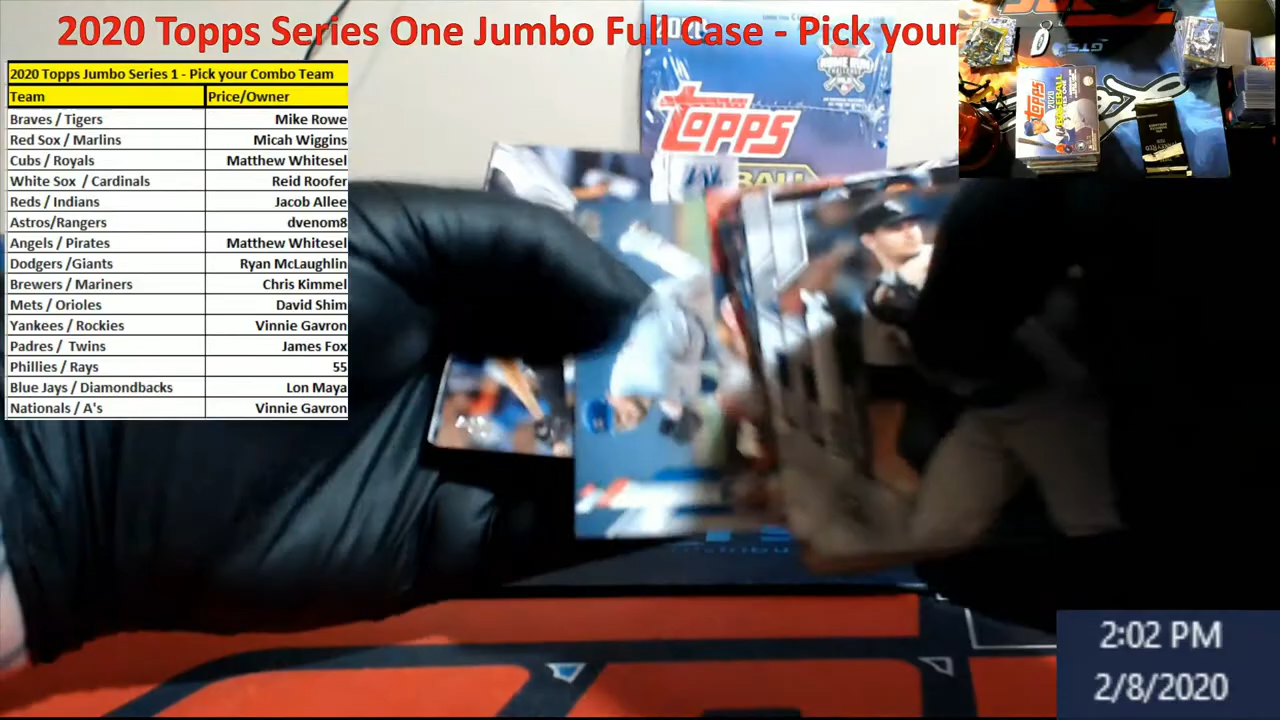 2020 Topps Series One Jumbo Full Case - Pick your
2020 Topps Jumbo Series 1 - Pick your Combo Team
Team Price/Owner
Braves / Tigers Mike Rowe
Red Sox / Marlins Micah Wiggins
Cubs / Royals Matthew Whitesel
White Sox / Cardinals Reid Roofer
Reds / Indians Jacob Allee
Astros/Rangers dvenom8
Angels / Pirates Matthew Whitesel
Dodgers /Giants Ryan McLaughlin
Brewers / Mariners Chris Kimmel
Mets / Orioles David Shim
Yankees / Rockies Vinnie Gavron
Padres / Twins James Fox
Phillies / Rays 55
Blue Jays / Diamondbacks Lon Maya
Nationals / A's Vinnie Gavron
Topps
Topps
2020
GTS
2:02 PM
2/8/2020